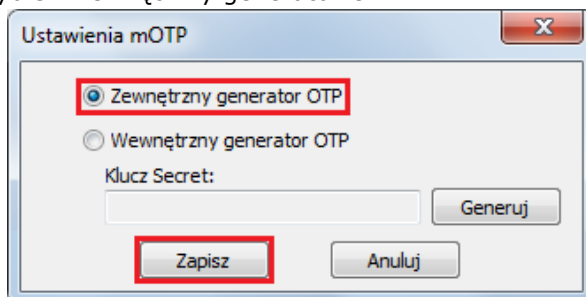 Ustawienia mOTP
Zewnętrzny generator OTP
Wewnętrzny generator OTP
Klucz Secret:
Generuj
Zapisz
Anuluj